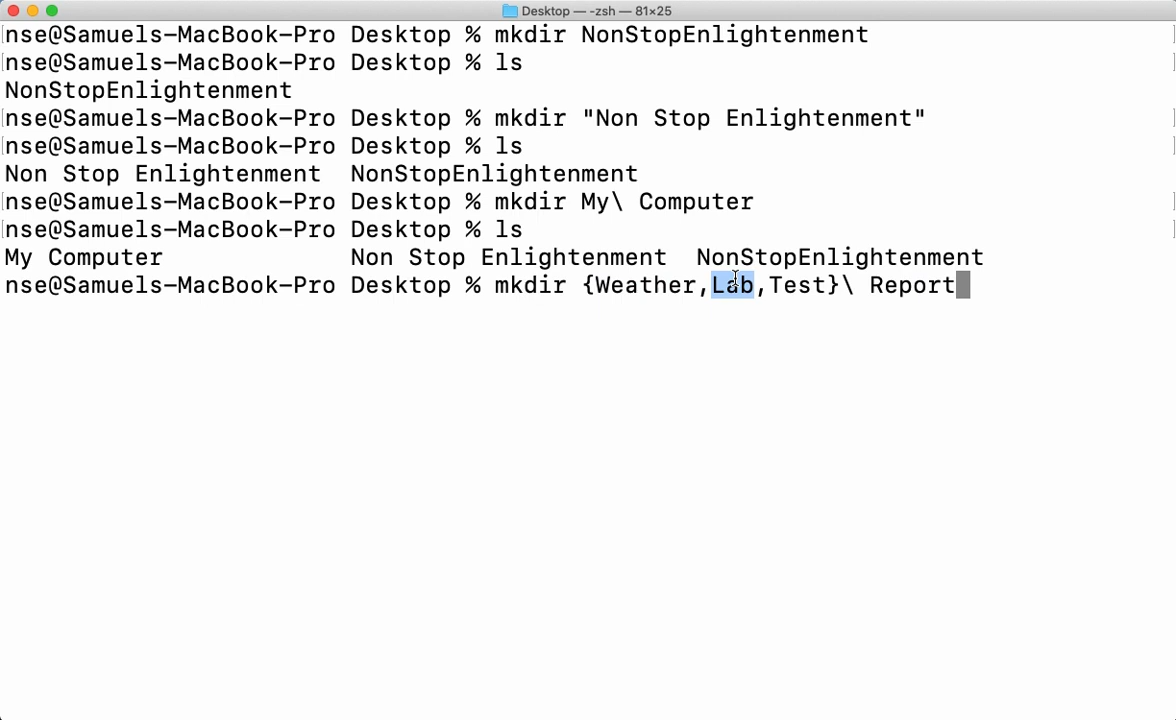 Desktop — -zsh — 81×25
nse@Samuels-MacBook-Pro Desktop % mkdir NonStopEnlightenment
nse@Samuels-MacBook-Pro Desktop % ls
NonStopEnlightenment
nse@Samuels-MacBook-Pro Desktop % mkdir "Non Stop Enlightenment"
nse@Samuels-MacBook-Pro Desktop % ls
Non Stop Enlightenment  NonStopEnlightenment
nse@Samuels-MacBook-Pro Desktop % mkdir My\ Computer
nse@Samuels-MacBook-Pro Desktop % ls
My Computer             Non Stop Enlightenment  NonStopEnlightenment
nse@Samuels-MacBook-Pro Desktop % mkdir {Weather,Lab,Test}\ Report